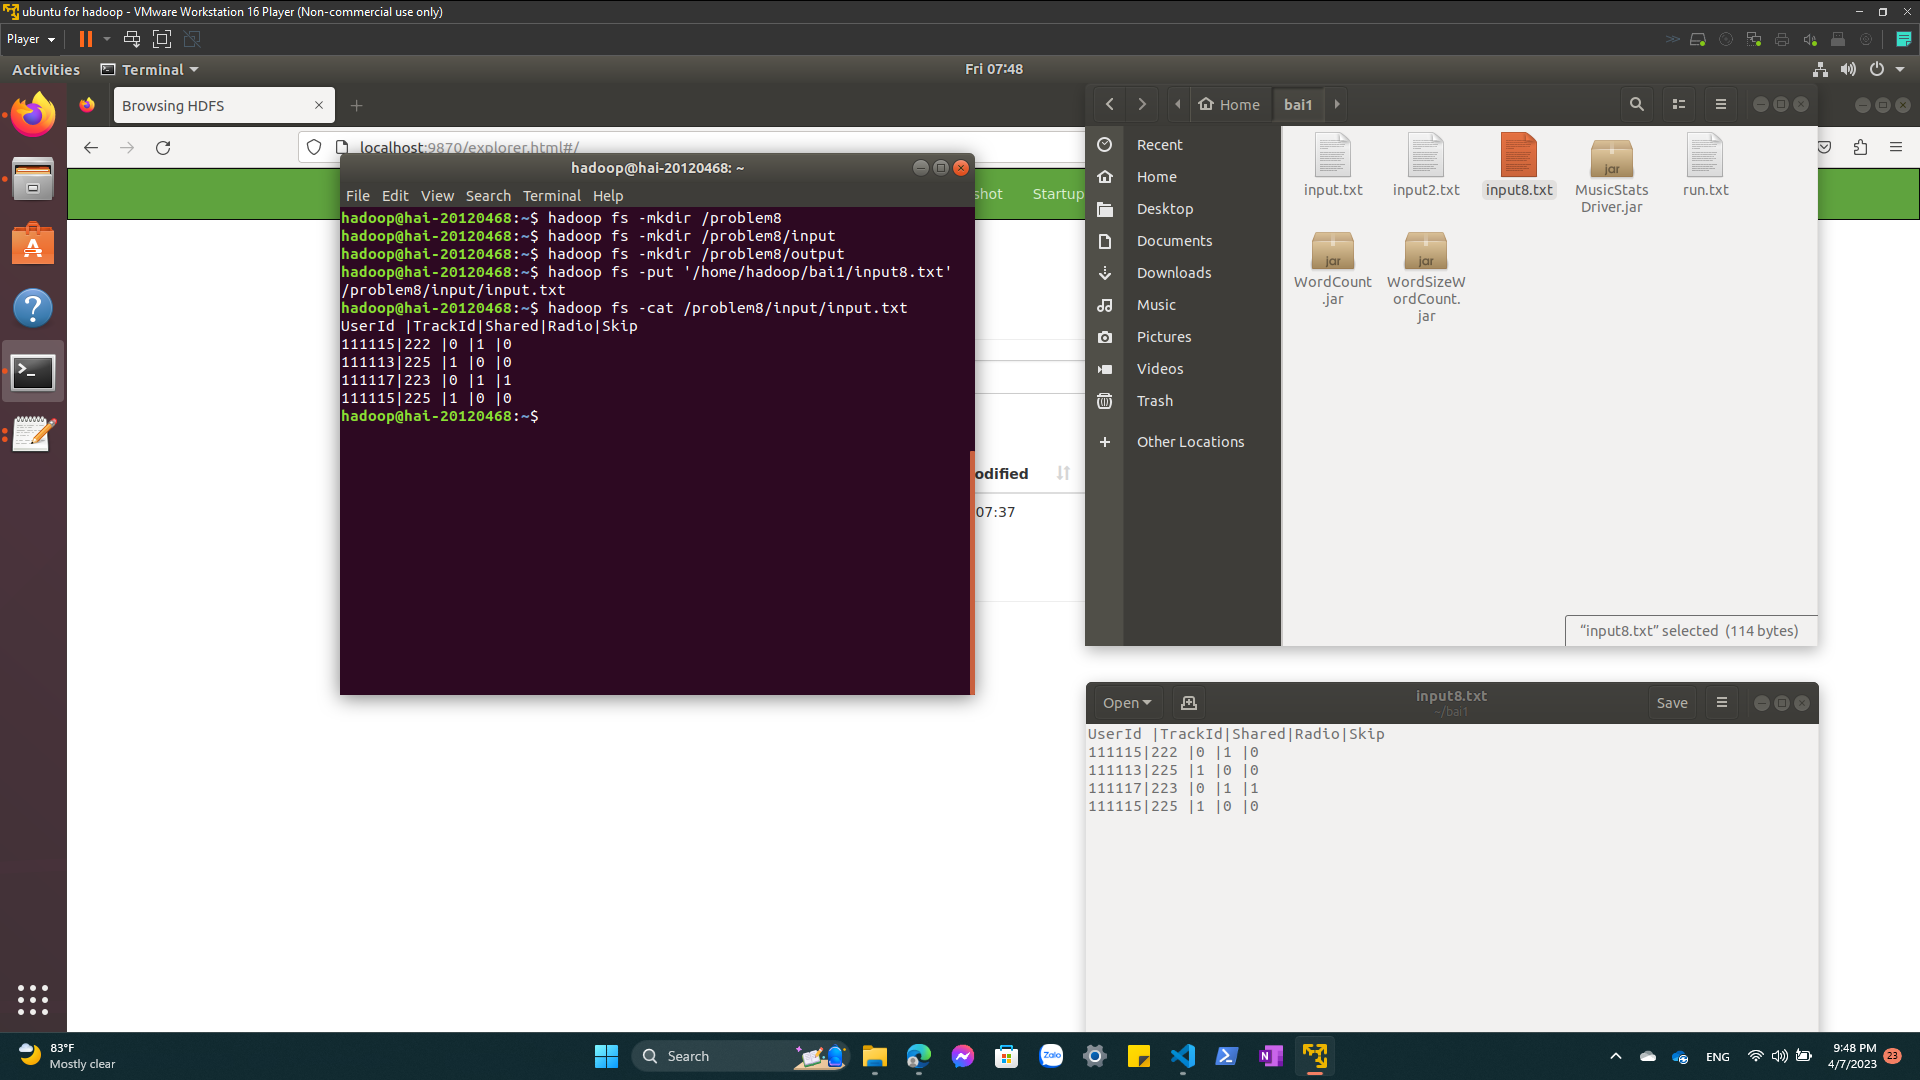 ubuntu for hadoop - VMware Workstation 16 Player (Non-commercial use only)
Player
Activities
Terminal
Fri 07:48
Browsing HDFS
localhost:9870/explorer.html#/
shot
Startup
odified
07:37
hadoop@hai-20120468: ~
File Edit View Search Terminal Help
hadoop@hai-20120468:~$ hadoop fs -mkdir /problem8
hadoop@hai-20120468:~$ hadoop fs -mkdir /problem8/input
hadoop@hai-20120468:~$ hadoop fs -mkdir /problem8/output
hadoop@hai-20120468:~$ hadoop fs -put '/home/hadoop/bai1/input8.txt'
/problem8/input/input.txt
hadoop@hai-20120468:~$ hadoop fs -cat /problem8/input/input.txt
UserId |TrackId|Shared|Radio|Skip
111115|222 |0 |1 |0
111113|225 |1 |0 |0
111117|223 |0 |1 |1
111115|225 |1 |0 |0
hadoop@hai-20120468:~$
Home
bai1
Recent
Home
Desktop
Documents
Downloads
Music
Pictures
Videos
Trash
Other Locations
input.txt
input2.txt
input8.txt
jar
MusicStats
Driver.jar
run.txt
jar
WordCount
.jar
jar
WordSizeW
ordCount.
jar
“input8.txt” selected (114 bytes)
Open
input8.txt
~/bai1
Save
UserId |TrackId|Shared|Radio|Skip
111115|222 |0 |1 |0
111113|225 |1 |0 |0
111117|223 |0 |1 |1
111115|225 |1 |0 |0
83°F
Mostly clear
Search
Zalo
N
ENG
9:48 PM
4/7/2023
23